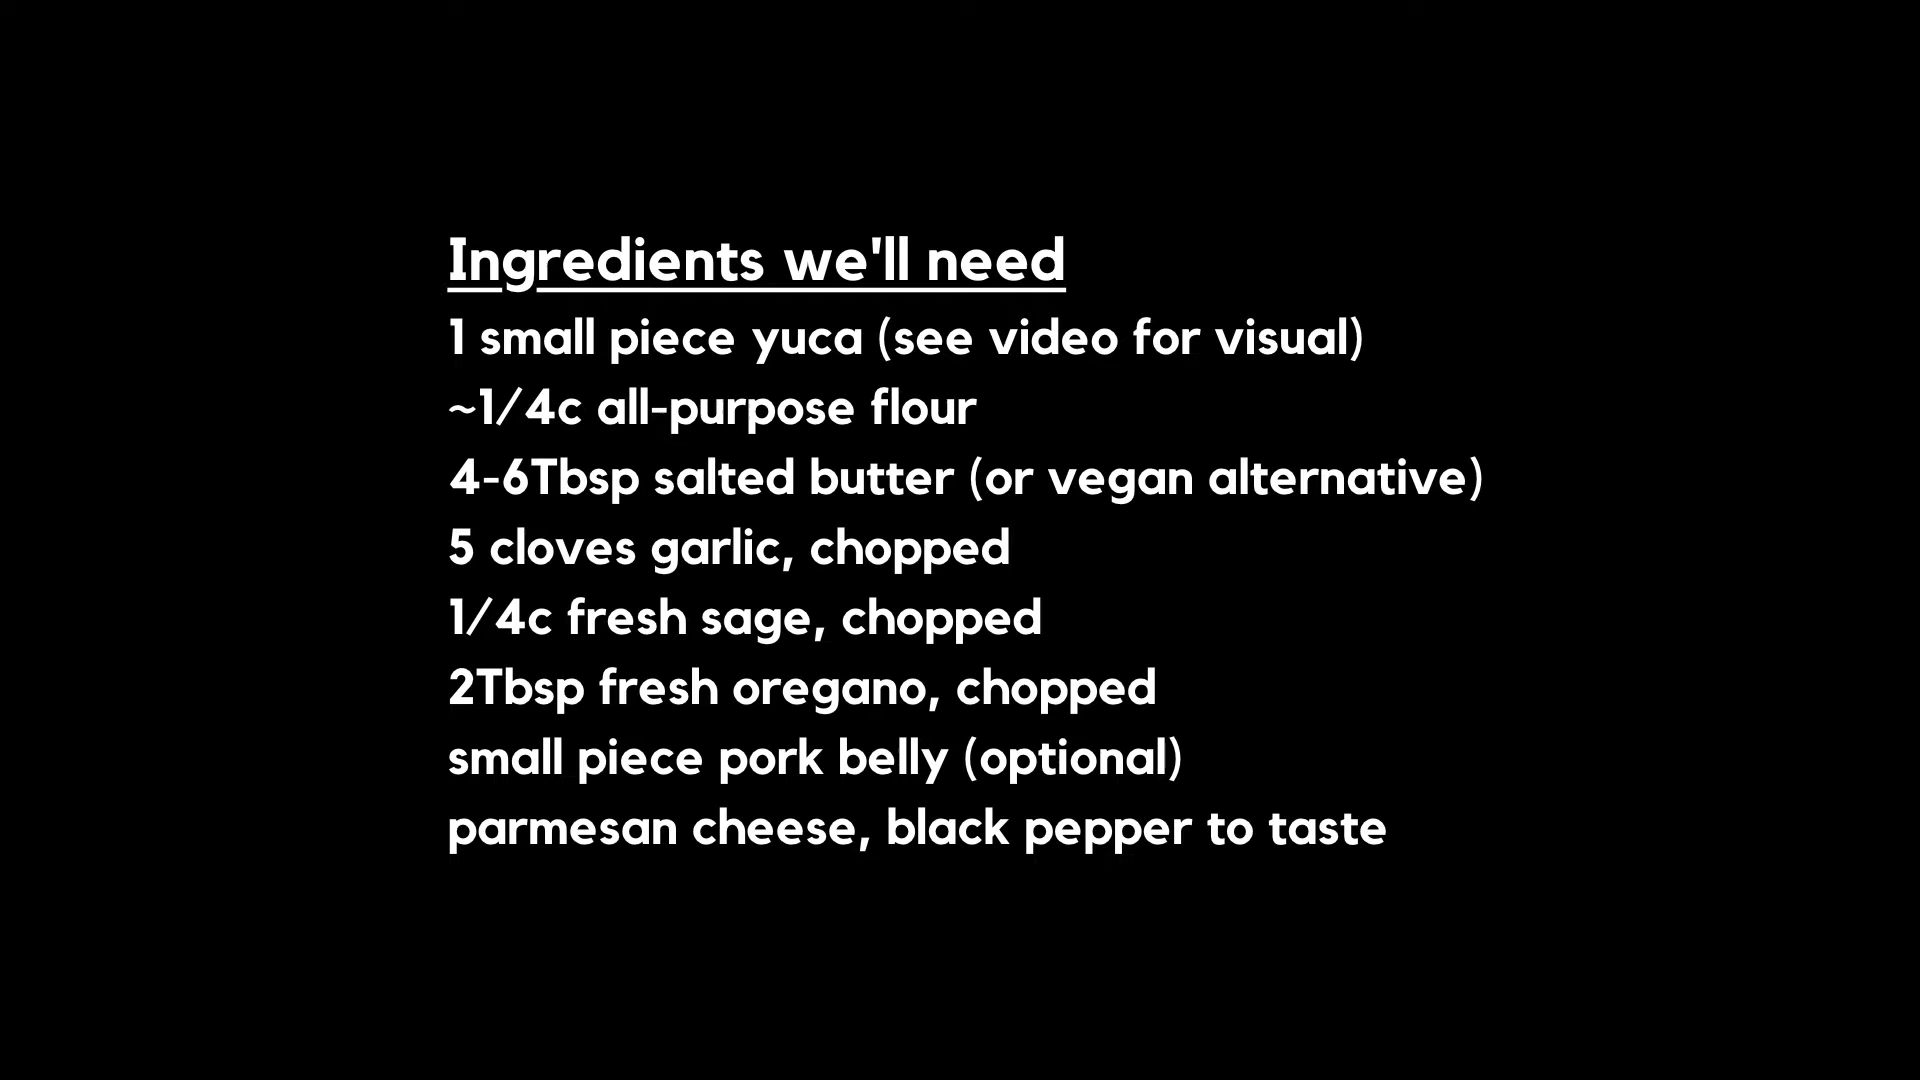 Ingredients we'll need
1 small piece yuca (see video for visual)
~1/4c all-purpose flour
4-6Tbsp salted butter (or vegan alternative)
5 cloves garlic, chopped
1/4c fresh sage, chopped
2Tbsp fresh oregano, chopped
small piece pork belly (optional)
parmesan cheese, black pepper to taste